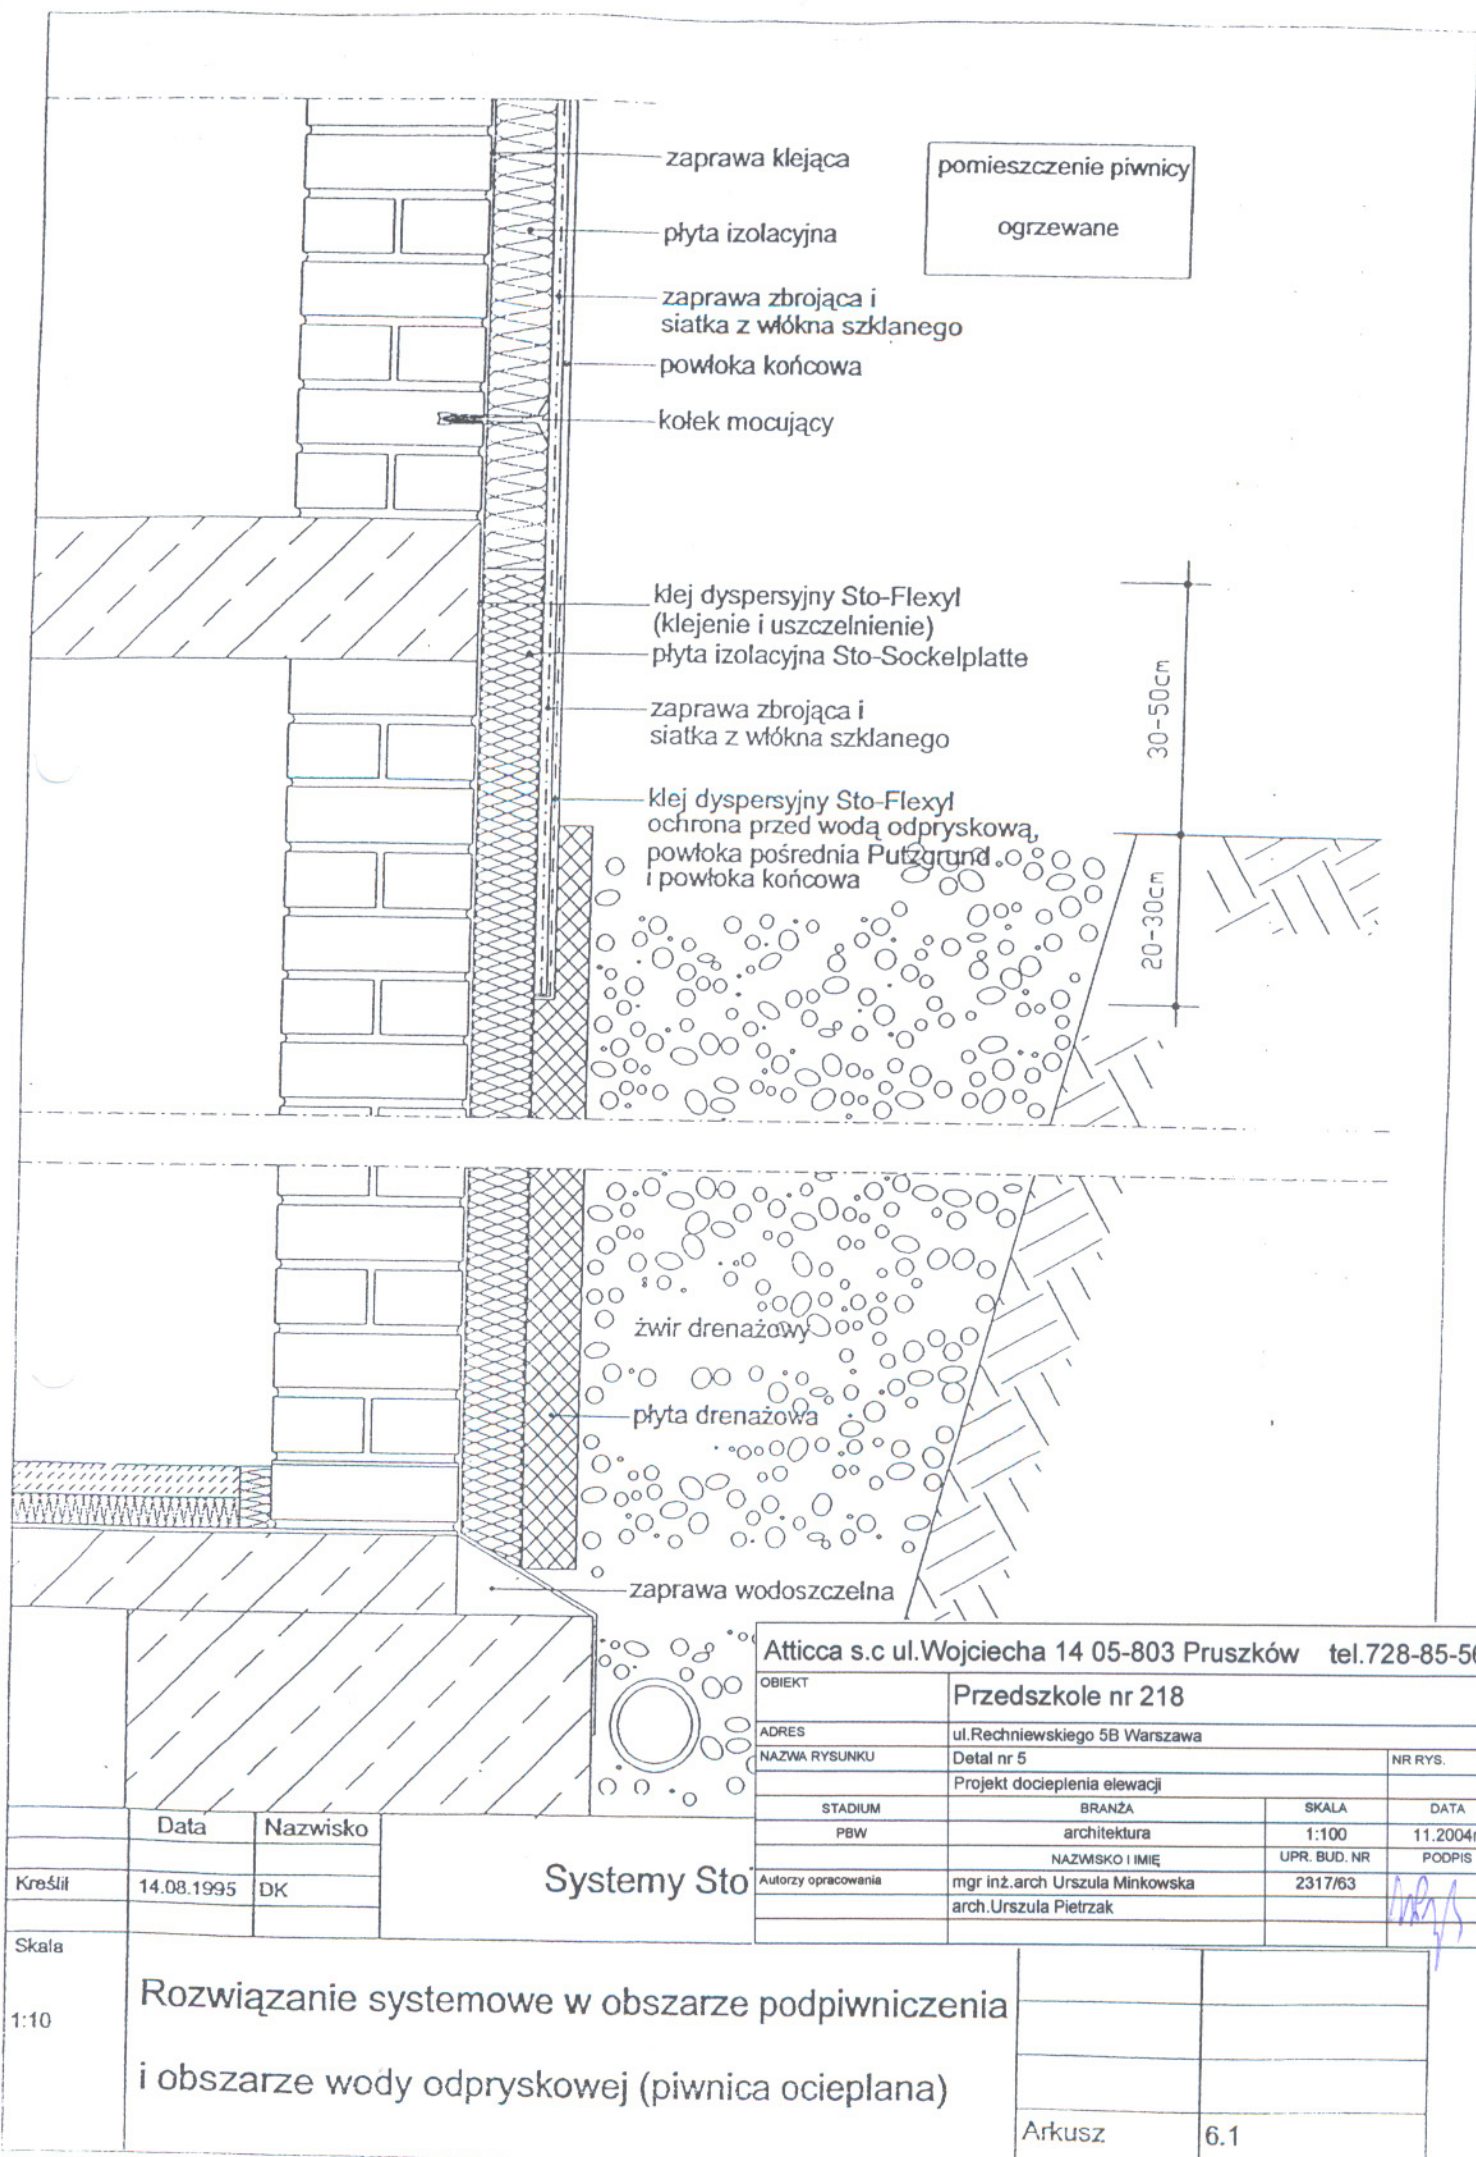 zaprawa klejąca
pomieszczenie piwnicy
ogrzewane
płyta izolacyjna
zaprawa zbrojąca i
siatka z włókna szklanego
powłoka końcowa
kołek mocujący
klej dyspersyjny Sto-Flexyl
(klejenie i uszczelnienie)
płyta izolacyjna Sto-Sockelplatte
zaprawa zbrojąca i
siatka z włókna szklanego
30-50cm
klej dyspersyjny Sto-Flexyl
ochrona przed wodą odpryskową,
powłoka pośrednia Putzgrund
i powłoka końcowa
20-30cm
żwir drenażowy
płyta drenażowa
zaprawa wodoszczelna
Atticca s.c ul.Wojciecha 14 05-803 Pruszków tel.728-85-56
OBIEKT Przedszkole nr 218
ADRES ul.Rechniewskiego 5B Warszawa
NAZWA RYSUNKU Detal nr 5 NR RYS.
Projekt docieplenia elewacji
STADIUM BRANŻA SKALA DATA
PBW architektura 1:100 11.2004r
NAZWISKO I IMIĘ UPR. BUD. NR PODPIS
Autorzy opracowania mgr inż.arch Urszula Minkowska 2317/63
arch.Urszula Pietrzak
Data Nazwisko
Kreślił 14.08.1995 DK
Systemy Sto
Skala
1:10
Rozwiązanie systemowe w obszarze podpiwniczenia
i obszarze wody odpryskowej (piwnica ocieplana)
Arkusz 6.1